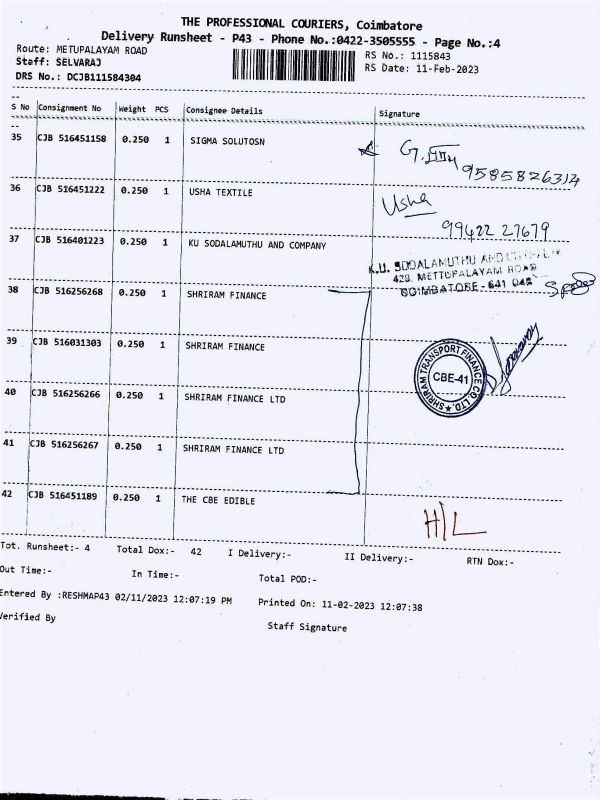 THE PROFESSIONAL COURIERS, Coimbatore
Delivery Runsheet - P43 - Phone No.:0422-3505555 - Page No.:4
Route: METUPALAYAM ROAD
RS No.: 1115843
Staff: SELVARAJ
RS Date: 11-Feb-2023
DRS No.: DCJB111584304
S No Consignment No Weight PCS Consignee Details Signature
35 CJB 516451158 0.250 1 SIGMA SOLUTOSN
9585826314
36 CJB 516451222 0.250 1 USHA TEXTILE
Usha
99422 27679
37 CJB 516401223 0.250 1 KU SODALAMUTHU AND COMPANY
K.U. SODALAMUTHU AND
428, METTUPALAYAM ROAD
COIMBATORE - 641 043
38 CJB 516256268 0.250 1 SHRIRAM FINANCE
39 CJB 516031303 0.250 1 SHRIRAM FINANCE
SHRIRAM TRANSPORT FINANCE CO LTD.
CBE-41
40 CJB 516256266 0.250 1 SHRIRAM FINANCE LTD
41 CJB 516256267 0.250 1 SHRIRAM FINANCE LTD
42 CJB 516451189 0.250 1 THE CBE EDIBLE
H/L
Tot. Runsheet:- 4 Total Dox:- 42 I Delivery:- II Delivery:- RTN Dox:-
Out Time:- In Time:- Total POD:-
Entered By :RESHMAP43 02/11/2023 12:07:19 PM Printed On: 11-02-2023 12:07:38
Verified By Staff Signature